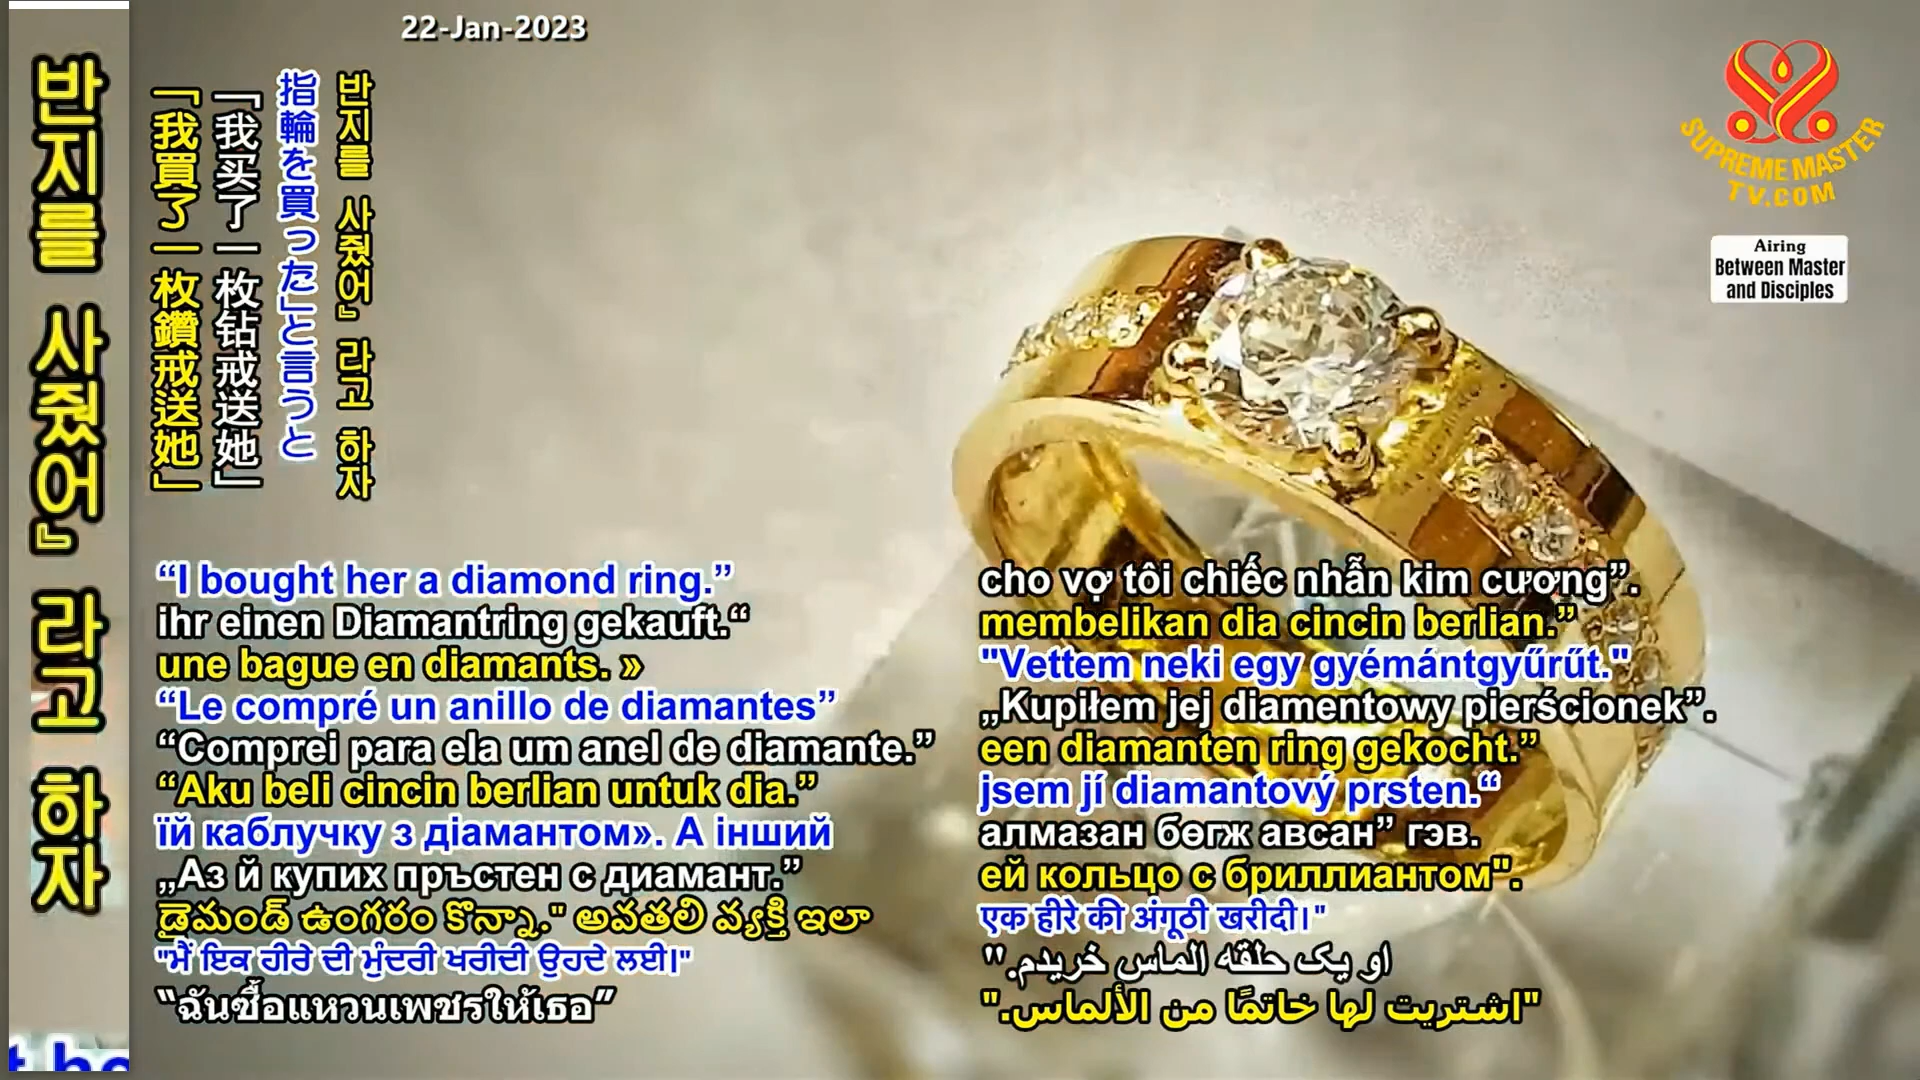 22-Jan-2023
반지를 사줬어』 라고 하자
반지를 사줬어』 라고 하자
指輪を買った」と言うと
「我买了一枚钻戒送她」
「我買了一枚鑽戒送她」
SUPREME MASTER
TV.COM
Airing
Between Master
and Disciples
“I bought her a diamond ring.”
ihr einen Diamantring gekauft.“
une bague en diamants. »
“Le compré un anillo de diamantes”
“Comprei para ela um anel de diamante.”
“Aku beli cincin berlian untuk dia.”
їй каблучку з діамантом». А інший
„Аз й купих пръстен с диамант.”
డైమండ్ ఉంగరం కొన్నా." అవతలి వ్యక్తి ఇలా
"ਮੈਂ ਇਕ ਹੀਰੇ ਦੀ ਮੁੰਦਰੀ ਖਰੀਦੀ ਉਹਦੇ ਲਈ।"
“ฉันซื้อแหวนเพชรให้เธอ”
cho vợ tôi chiếc nhẫn kim cương”.
membelikan dia cincin berlian.”
"Vettem neki egy gyémántgyűrűt."
„Kupiłem jej diamentowy pierścionek”.
een diamanten ring gekocht.”
jsem jí diamantový prsten.“
алмазан бөгж авсан” гэв.
ей кольцо с бриллиантом".
एक हीरे की अंगूठी खरीदी।"
او یک حلقه الماس خریدم."
"اشتريت لها خاتمًا من الألماس."